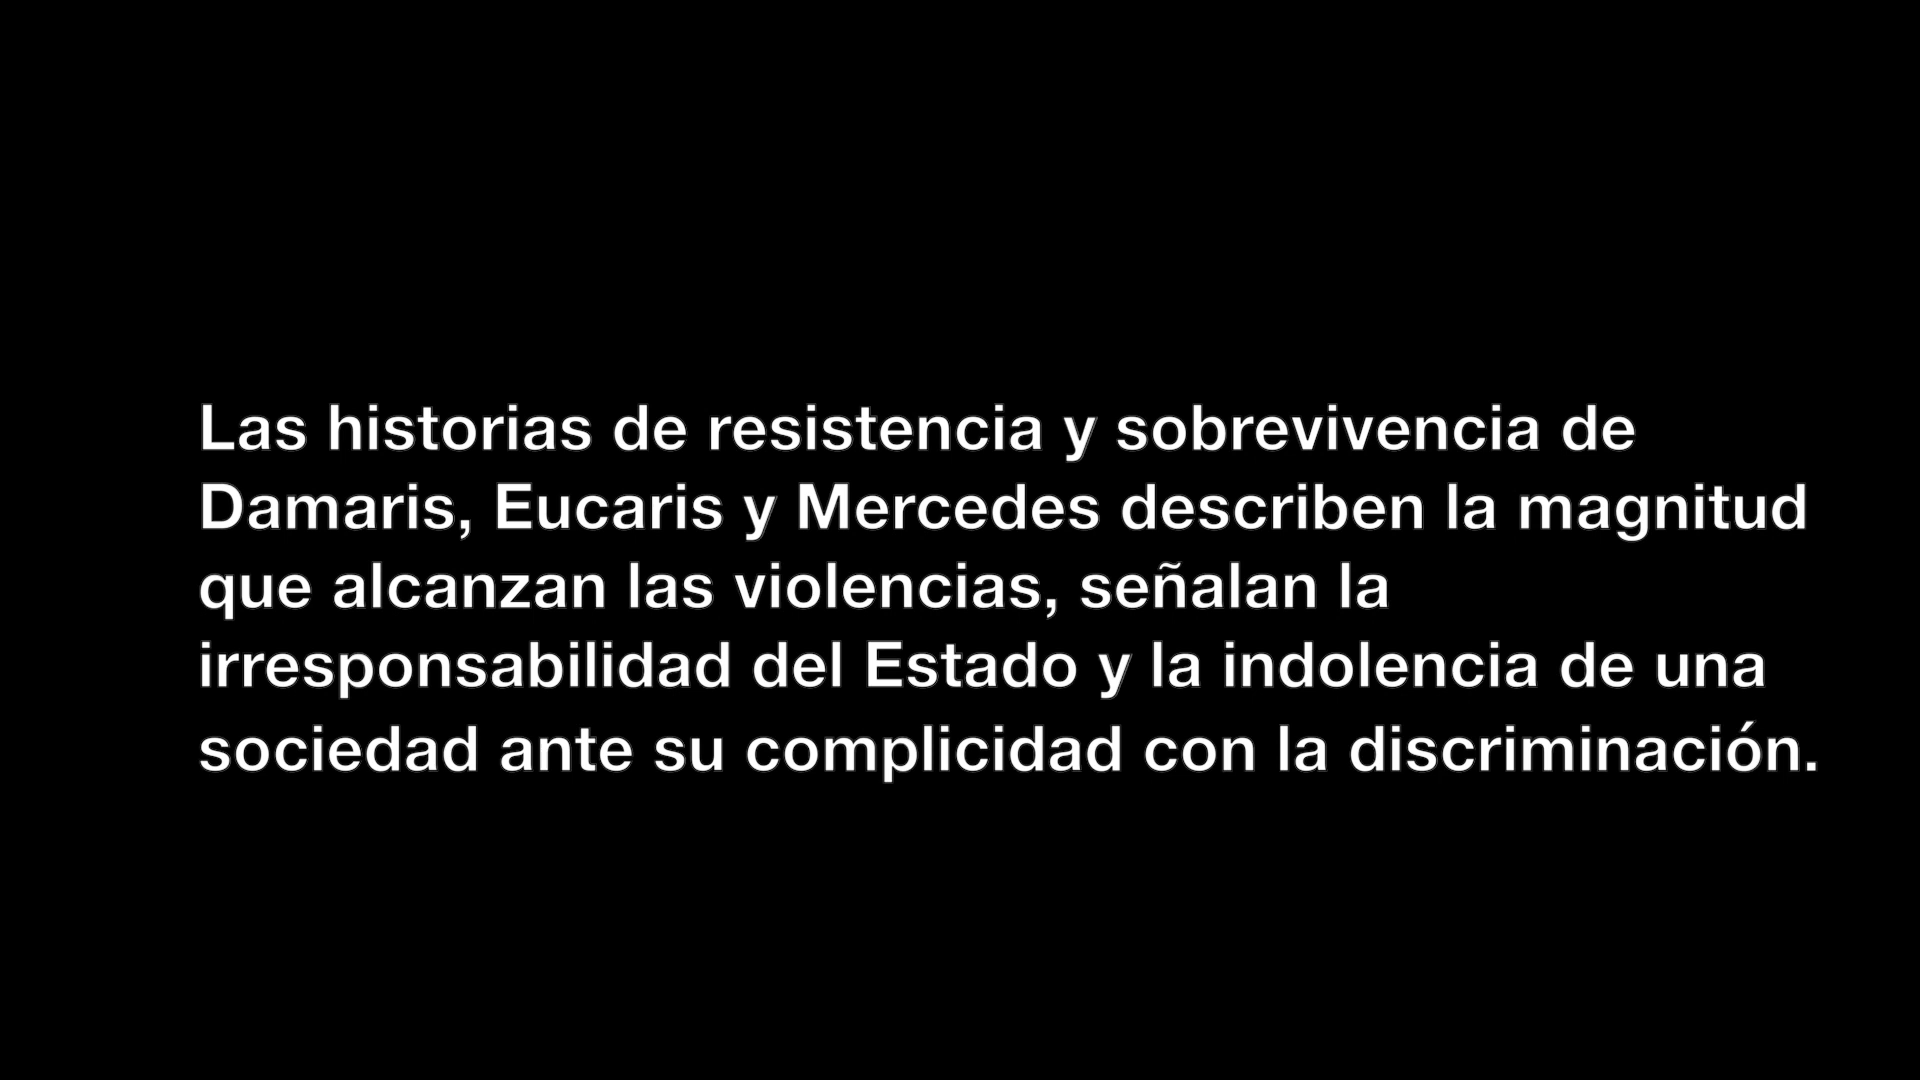 Las historias de resistencia y sobrevivencia de
Damaris, Eucaris y Mercedes describen la magnitud
que alcanzan las violencias, señalan la
irresponsabilidad del Estado y la indolencia de una
sociedad ante su complicidad con la discriminación.